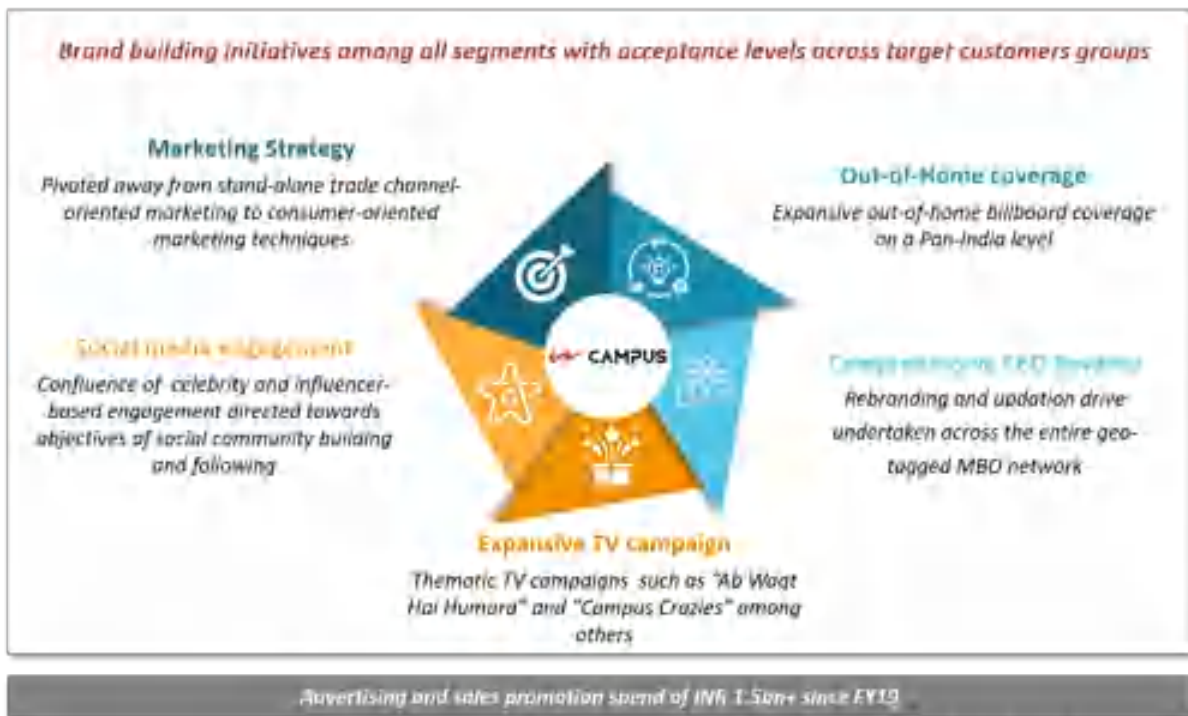 Brand building initiatives among all segments with acceptance levels across target customers groups
Marketing Strategy
Pivoted away from stand-alone trade channel-
oriented marketing to consumer-oriented
marketing techniques
Out-of-Home coverage
Expansive out-of-home billboard coverage
on a Pan-India level
Social media engagement
Confluence of celebrity and influencer-
based engagement directed towards
objectives of social community building
and following
CAMPUS
Rebranding and updation drive
undertaken across the entire geo-
tagged MBO network
Expansive TV campaign
Thematic TV campaigns such as "Ab Waqt
Hai Humara" and "Campus Crazies" among
others
Advertising and sales promotion spend of INR 1.5bn+ since FY19